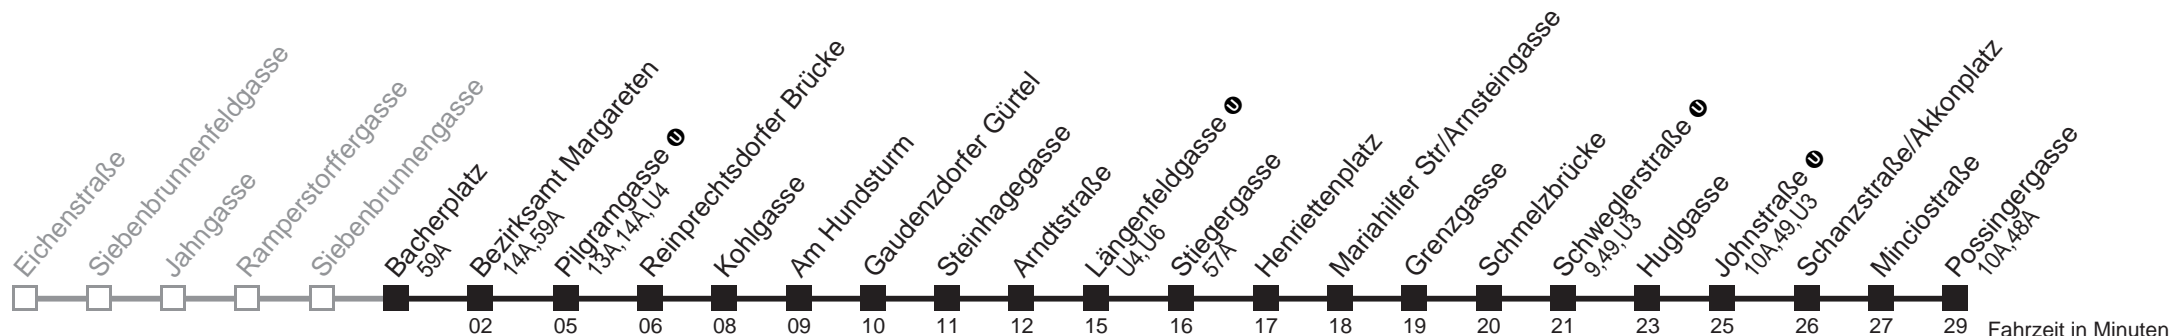 Eichenstraße
Siebenbrunnenfeldgasse
Jahngasse
Ramperstorffergasse
Siebenbrunnengasse
Bacherplatz
59A
Bezirksamt Margareten
14A,59A
Pilgramgasse U
13A,14A,U4
Reinprechtsdorfer Brücke
Kohlgasse
Am Hundsturm
Gaudenzdorfer Gürtel
Steinhagegasse
Arndtstraße
Längenfeldgasse U
U4,U6
Stiegergasse
57A
Henriettenplatz
Mariahilfer Str/Arnsteingasse
Grenzgasse
Schmelzbrücke
Schweglerstraße U
9,49,U3
Huglgasse
Johnstraße U
10A,49,U3
Schanzstraße/Akkonplatz
Minciostraße
Possingergasse
10A,48A
02 05 06 08 09 10 11 12 15 16 17 18 19 20 21 23 25 26 27 29 Fahrzeit in Minuten